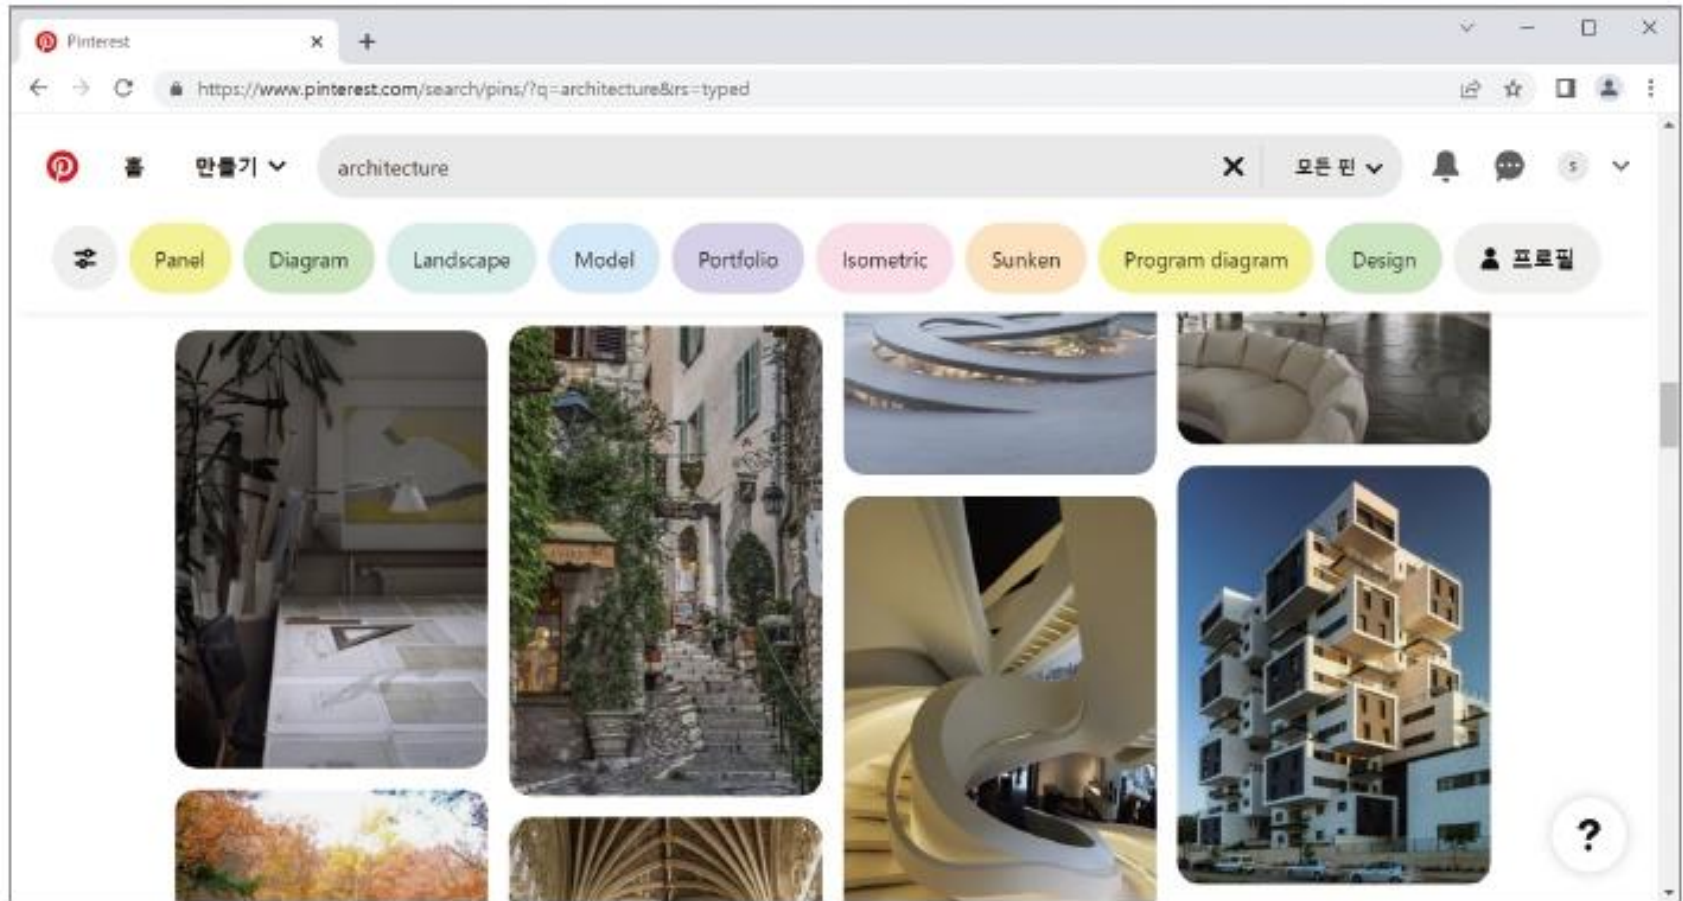 Pinterest
https://www.pinterest.com/search/pins/?q=architecture&rs=typed
홈 만들기 architecture 모든 핀 s
Panel Diagram Landscape Model Portfolio Isometric Sunken Program diagram Design 프로필
?